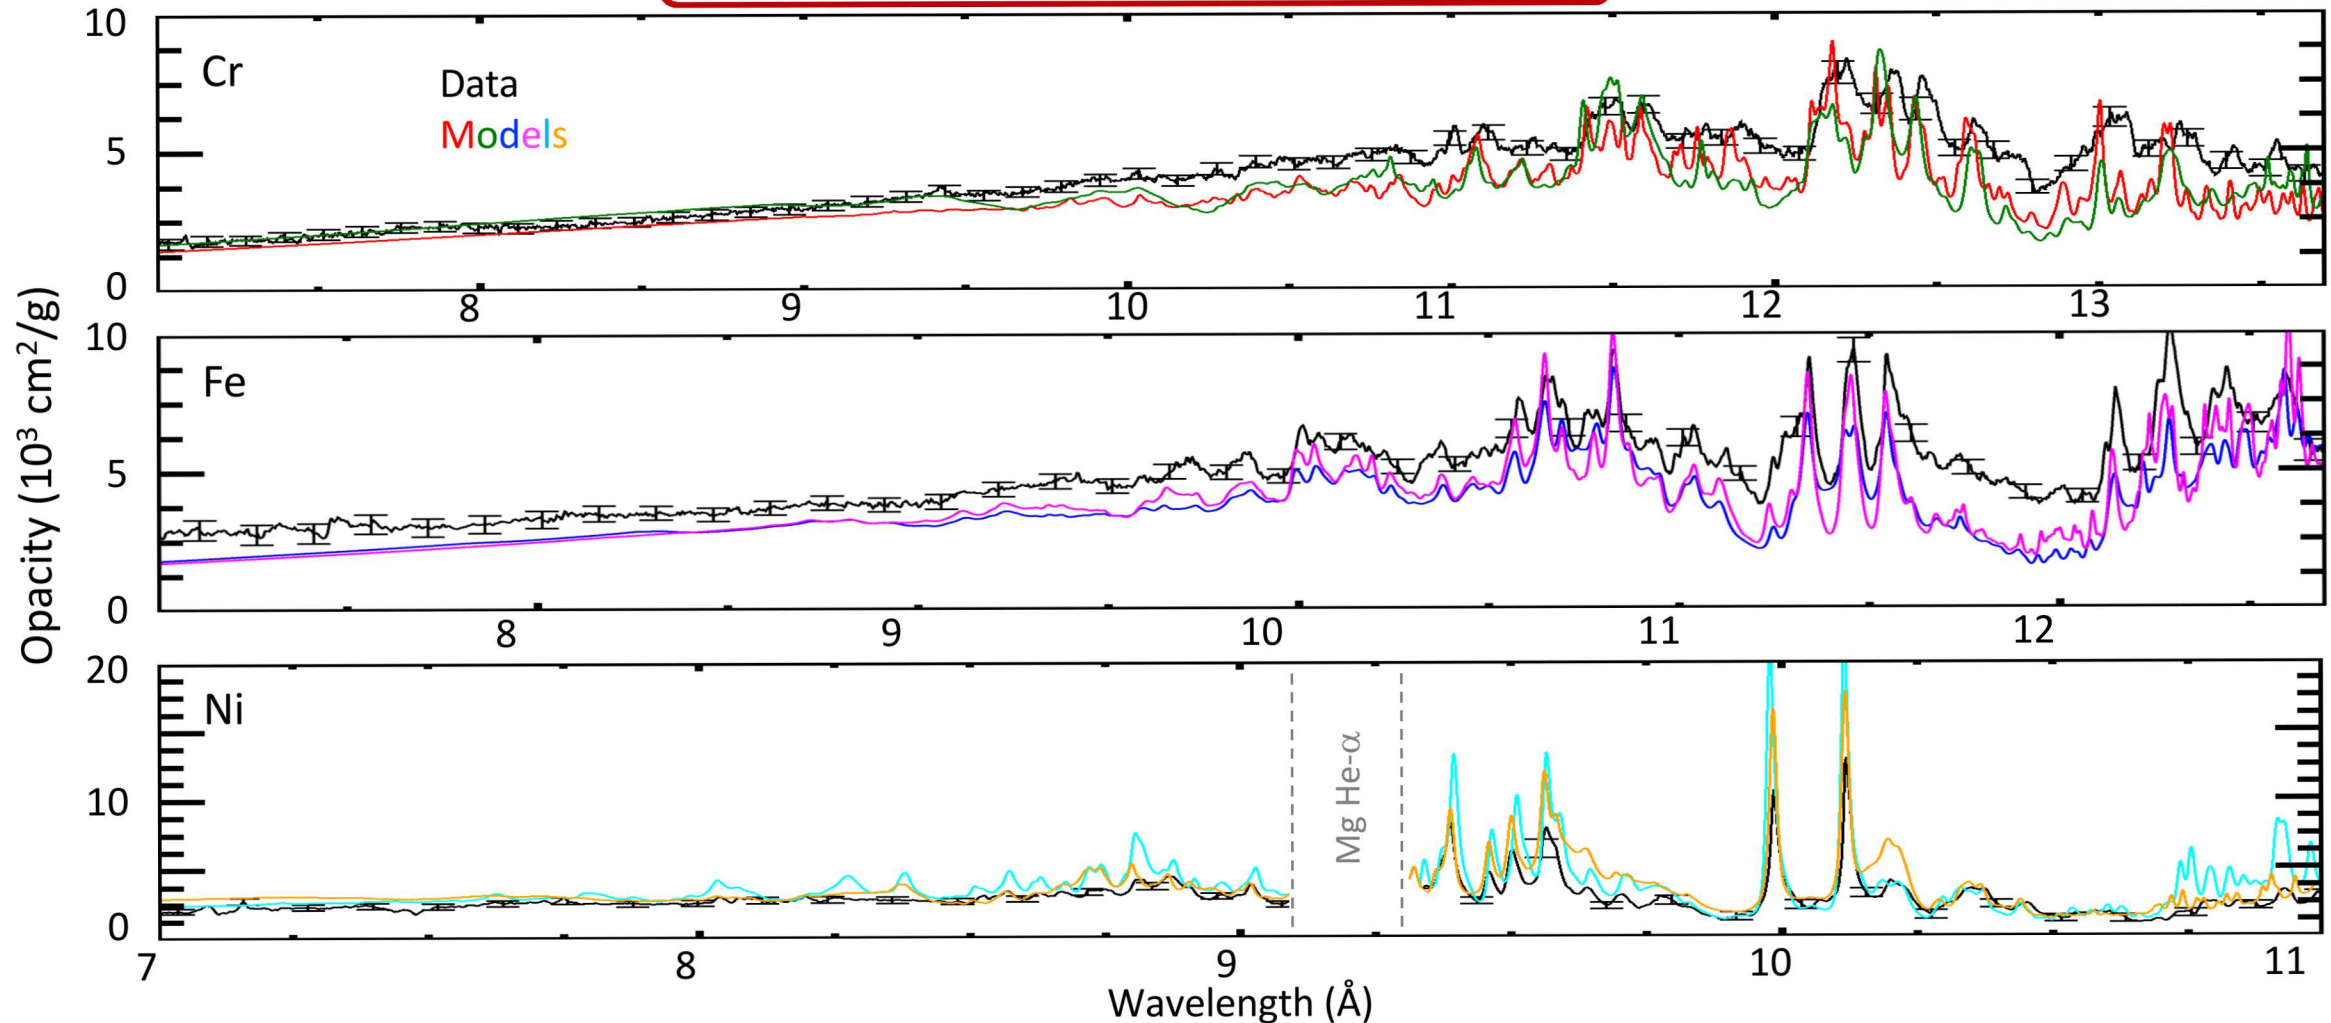 10
Cr
Data
Models
5
0
8 9 10 11 12 13
Opacity (10³ cm²/g)
10
Fe
5
0
8 9 10 11 12
20
Ni
Mg He-α
10
0
7 8 9 10 11
Wavelength (Å)